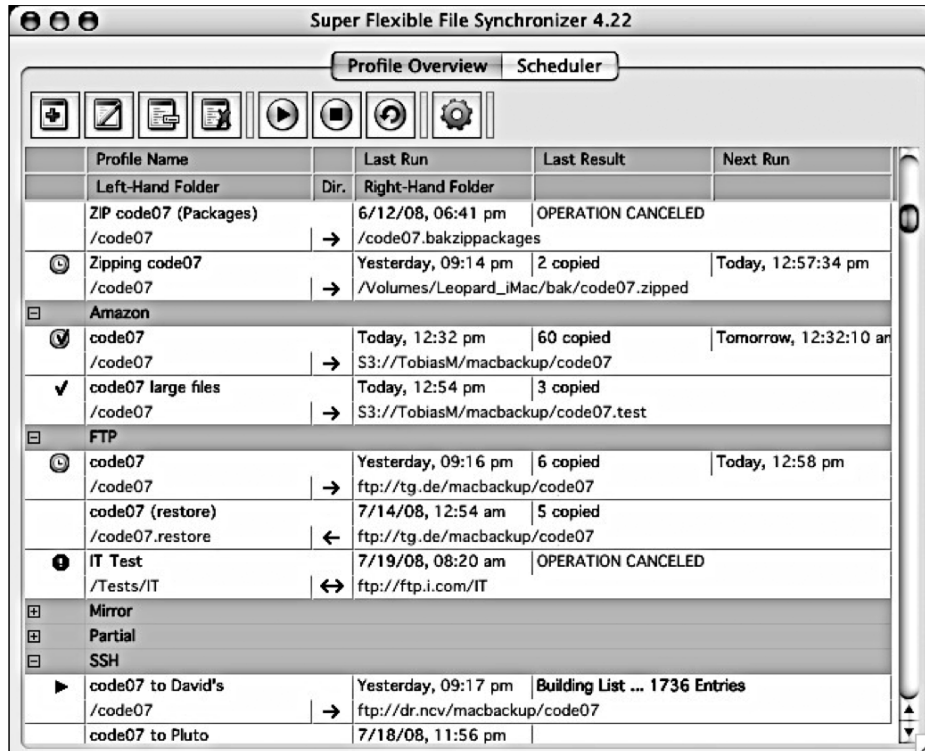 Super Flexible File Synchronizer 4.22
Profile Overview Scheduler
Profile Name Last Run Last Result Next Run
Left-Hand Folder Dir. Right-Hand Folder
ZIP code07 (Packages) 6/12/08, 06:41 pm OPERATION CANCELED
/code07 → /code07.bakzippackages
Zipping code07 Yesterday, 09:14 pm 2 copied Today, 12:57:34 pm
/code07 → /Volumes/Leopard_iMac/bak/code07.zipped
Amazon
code07 Today, 12:32 pm 60 copied Tomorrow, 12:32:10 am
/code07 → S3://TobiasM/macbackup/code07
code07 large files Today, 12:54 pm 3 copied
/code07 → S3://TobiasM/macbackup/code07.test
FTP
code07 Yesterday, 09:16 pm 6 copied Today, 12:58 pm
/code07 → ftp://tg.de/macbackup/code07
code07 (restore) 7/14/08, 12:54 am 5 copied
/code07.restore ← ftp://tg.de/macbackup/code07
IT Test 7/19/08, 08:20 am OPERATION CANCELED
/Tests/IT ↔ ftp://ftp.i.com/IT
Mirror
Partial
SSH
code07 to David's Yesterday, 09:17 pm Building List ... 1736 Entries
/code07 → ftp://dr.ncv/macbackup/code07
code07 to Pluto 7/18/08, 11:56 pm